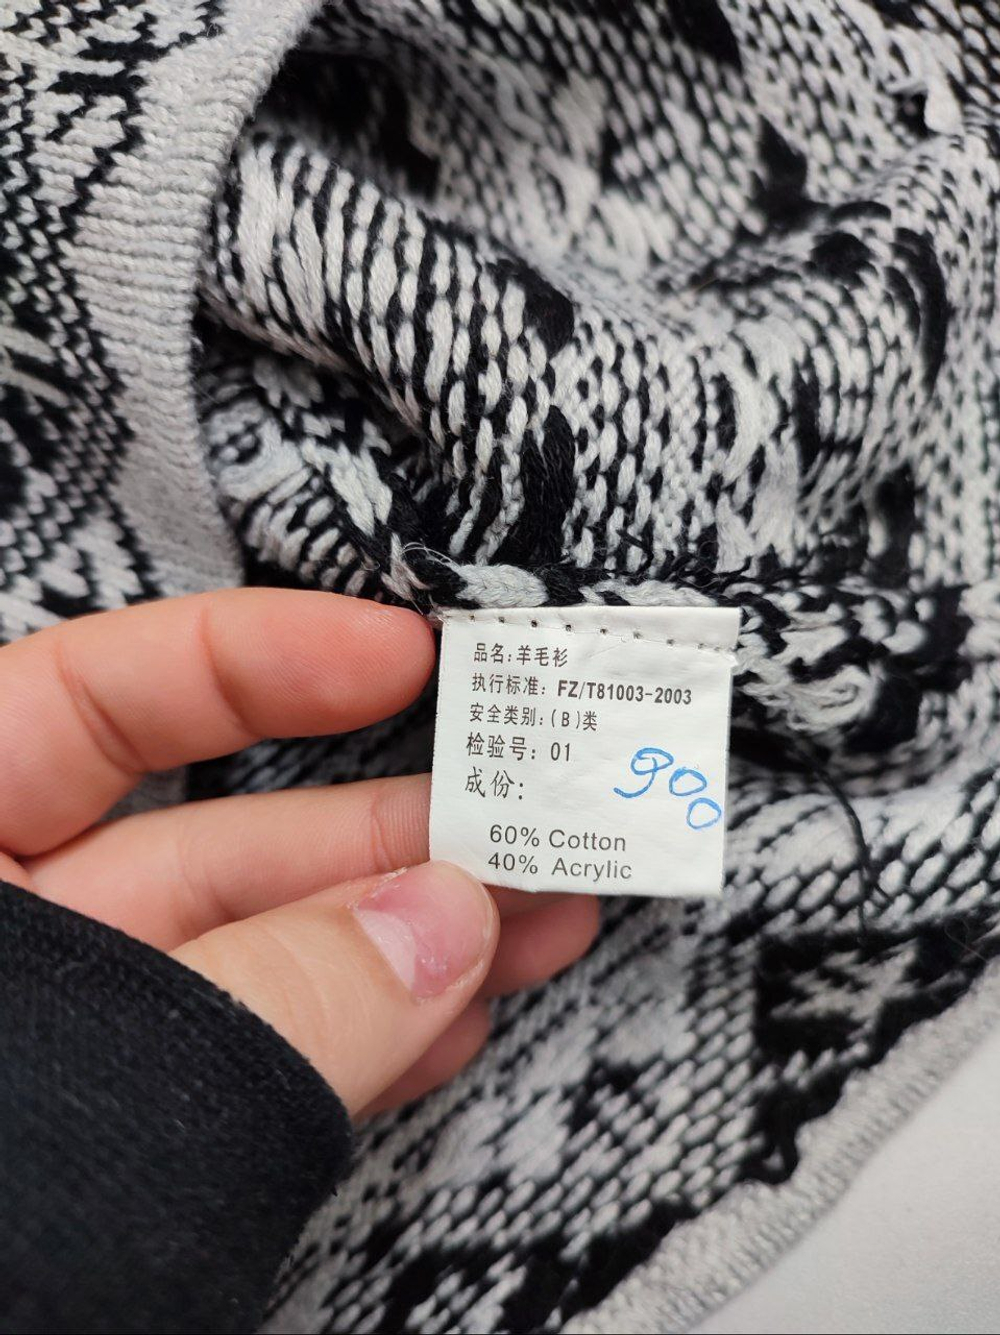 品名:羊毛衫
执行标准: FZ/T81003-2003
安全类别:(B)类
检验号: 01
成份:
900
60% Cotton
40% Acrylic